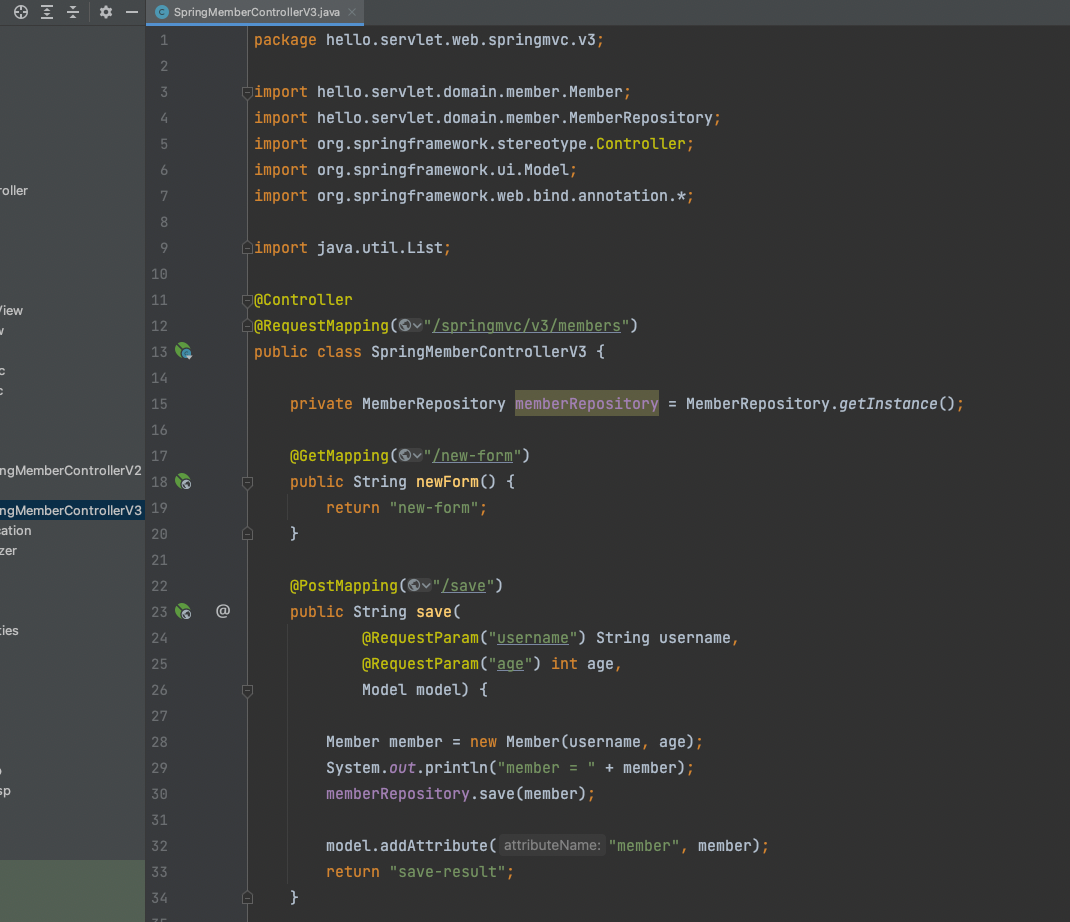 SpringMemberControllerV3.java
roller
View
ngMemberControllerV2
ngMemberControllerV3
cation
zer
ties
sp
1 package hello.servlet.web.springmvc.v3;
2
3 import hello.servlet.domain.member.Member;
4 import hello.servlet.domain.member.MemberRepository;
5 import org.springframework.stereotype.Controller;
6 import org.springframework.ui.Model;
7 import org.springframework.web.bind.annotation.*;
8
9 import java.util.List;
10
11 @Controller
12 @RequestMapping("/springmvc/v3/members")
13 public class SpringMemberControllerV3 {
14
15 private MemberRepository memberRepository = MemberRepository.getInstance();
16
17 @GetMapping("/new-form")
18 public String newForm() {
19 return "new-form";
20 }
21
22 @PostMapping("/save")
23 @ public String save(
24 @RequestParam("username") String username,
25 @RequestParam("age") int age,
26 Model model) {
27
28 Member member = new Member(username, age);
29 System.out.println("member = " + member);
30 memberRepository.save(member);
31
32 model.addAttribute( attributeName: "member", member);
33 return "save-result";
34 }